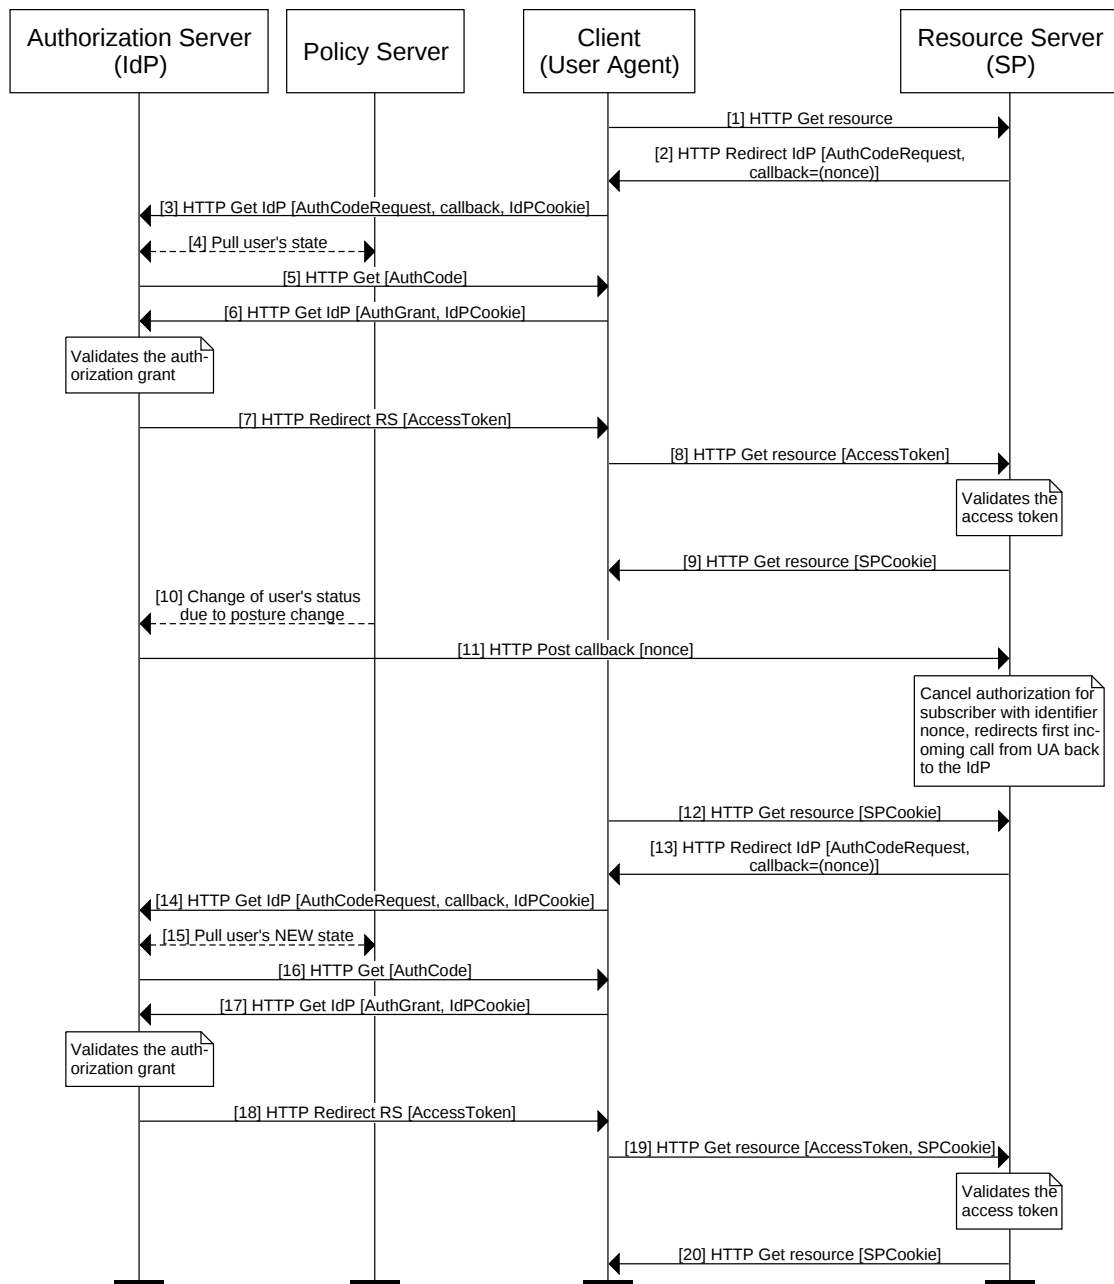 Authorization Server
(IdP)
Policy Server
Client
(User Agent)
Resource Server
(SP)
[1] HTTP Get resource
[2] HTTP Redirect IdP [AuthCodeRequest,
callback=(nonce)]
[3] HTTP Get IdP [AuthCodeRequest, callback, IdPCookie]
[4] Pull user's state
[5] HTTP Get [AuthCode]
[6] HTTP Get IdP [AuthGrant, IdPCookie]
Validates the auth-
orization grant
[7] HTTP Redirect RS [AccessToken]
[8] HTTP Get resource [AccessToken]
Validates the
access token
[9] HTTP Get resource [SPCookie]
[10] Change of user's status
due to posture change
[11] HTTP Post callback [nonce]
Cancel authorization for
subscriber with identifier
nonce, redirects first inc-
oming call from UA back
to the IdP
[12] HTTP Get resource [SPCookie]
[13] HTTP Redirect IdP [AuthCodeRequest,
callback=(nonce)]
[14] HTTP Get IdP [AuthCodeRequest, callback, IdPCookie]
[15] Pull user's NEW state
[16] HTTP Get [AuthCode]
[17] HTTP Get IdP [AuthGrant, IdPCookie]
Validates the auth-
orization grant
[18] HTTP Redirect RS [AccessToken]
[19] HTTP Get resource [AccessToken, SPCookie]
Validates the
access token
[20] HTTP Get resource [SPCookie]